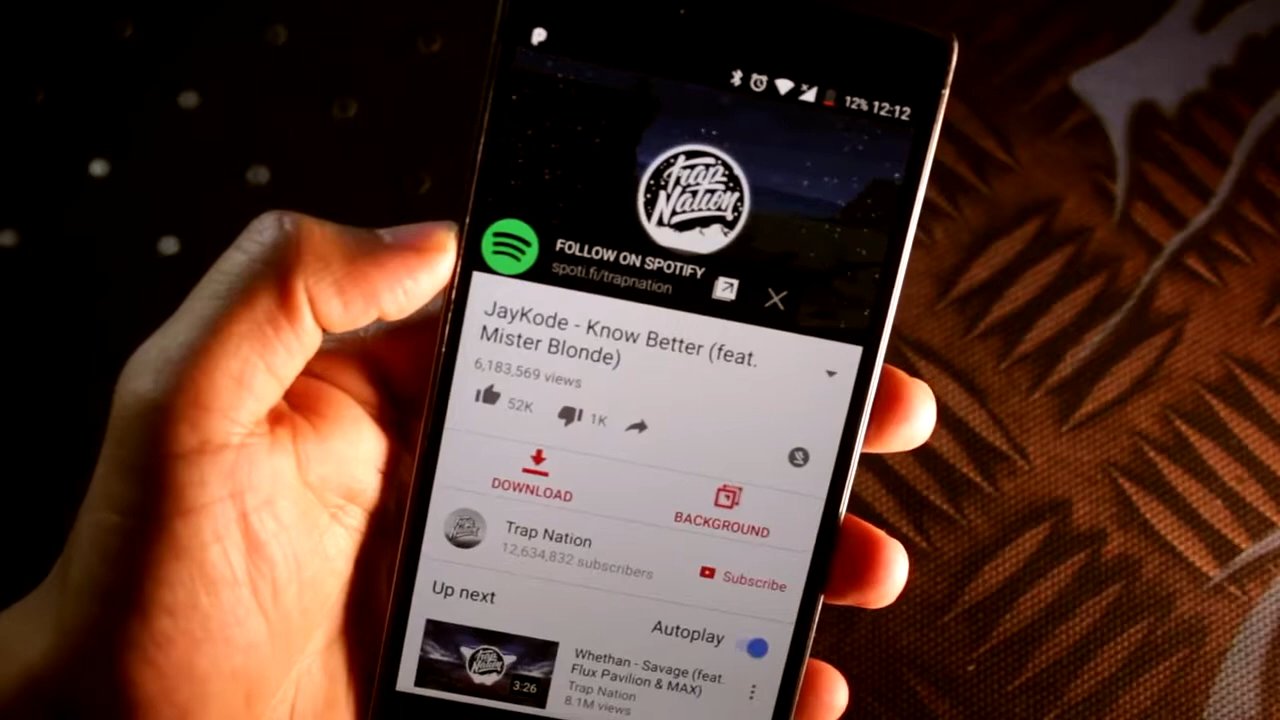 12% 12:12
Trap
Nation
FOLLOW ON SPOTIFY
spoti.fi/trapnation
JayKode - Know Better (feat.
Mister Blonde)
6,183,569 views
52K
1K
DOWNLOAD
BACKGROUND
Trap Nation
12,634,832 subscribers
Subscribe
Up next
Autoplay
Trap
Nation
3:26
Whethan - Savage (feat.
Flux Pavilion & MAX)
Trap Nation
8.1M views